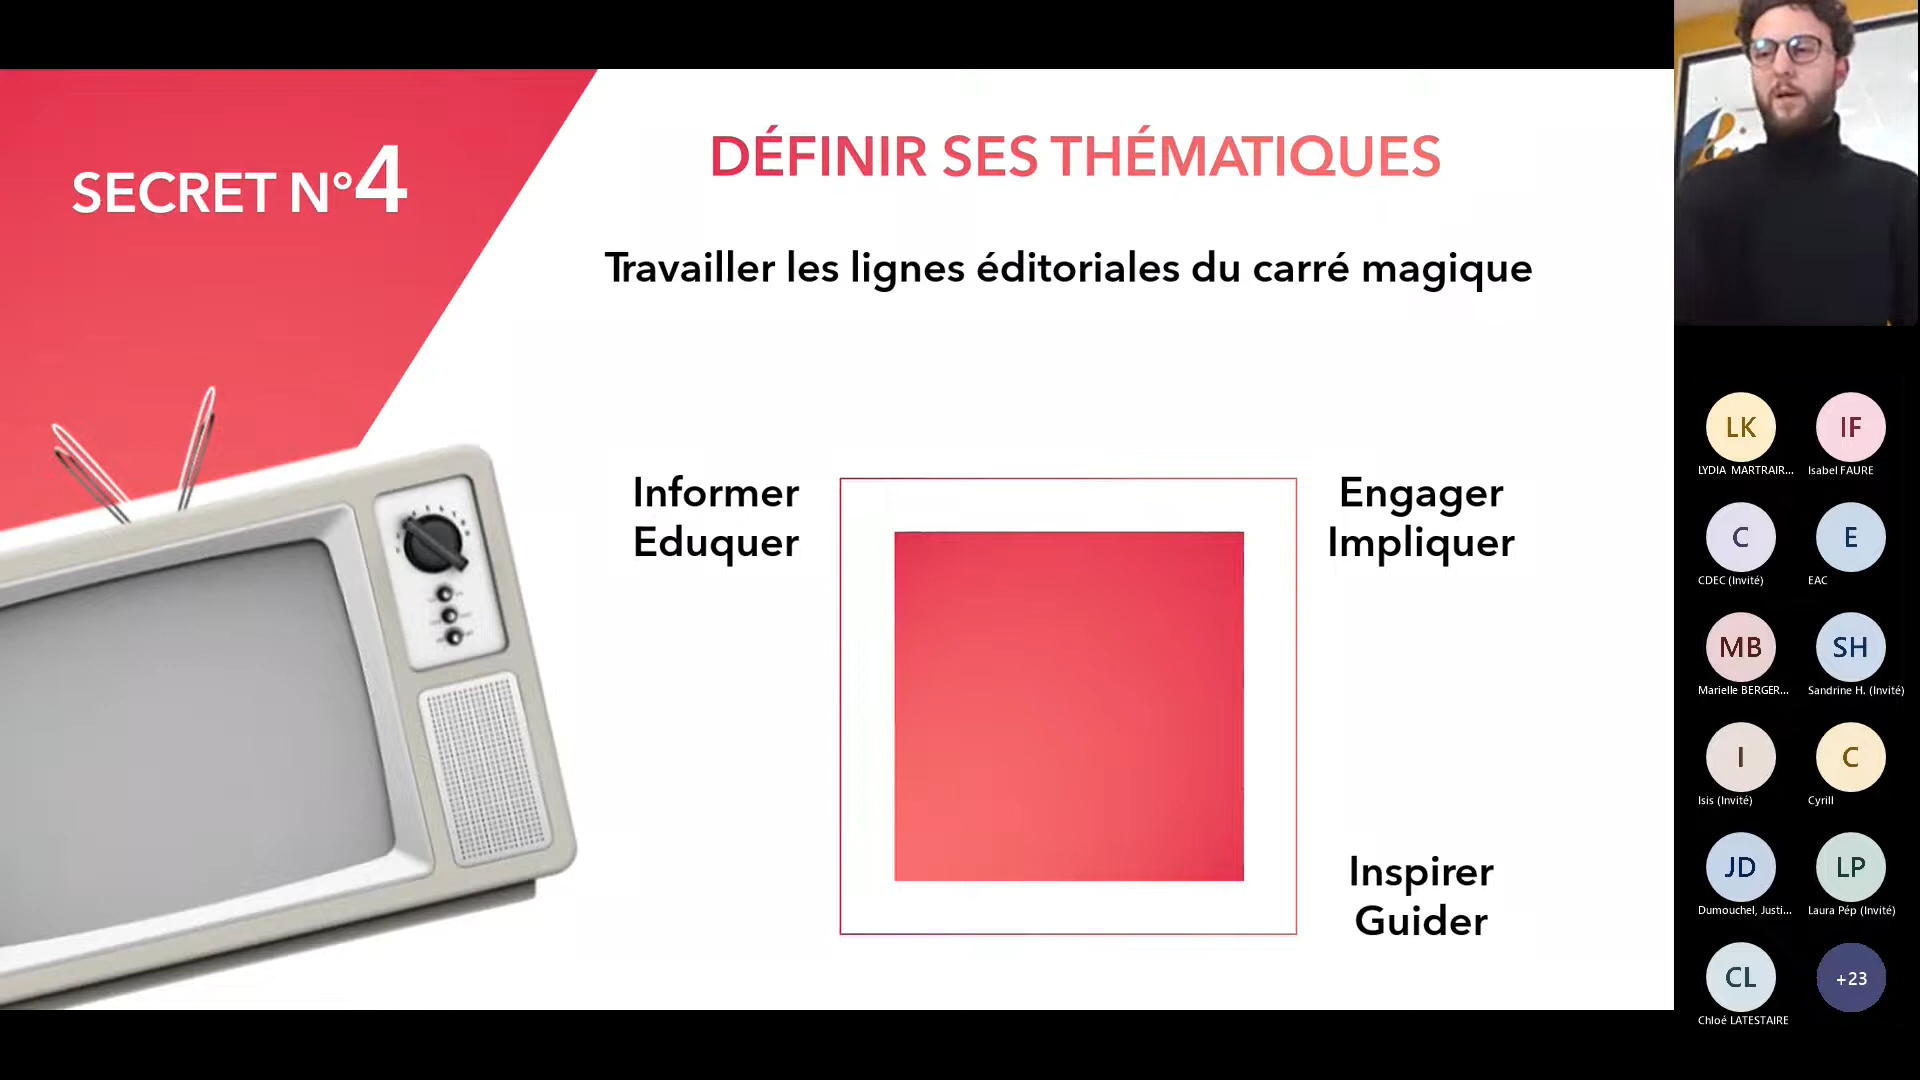 SECRET N°4
DÉFINIR SES THÉMATIQUES
Travailler les lignes éditoriales du carré magique
Informer
Eduquer
Engager
Impliquer
Inspirer
Guider
LK
IF
LYDIA MARTRAIR...
Isabel FAURE
C
E
CDEC (Invité)
EAC
MB
SH
Marielle BERGER...
Sandrine H. (Invité)
I
C
Isis (Invité)
Cyrill
JD
LP
Dumouchel, Justi...
Laura Pép (Invité)
CL
+23
Chloé LATESTAIRE